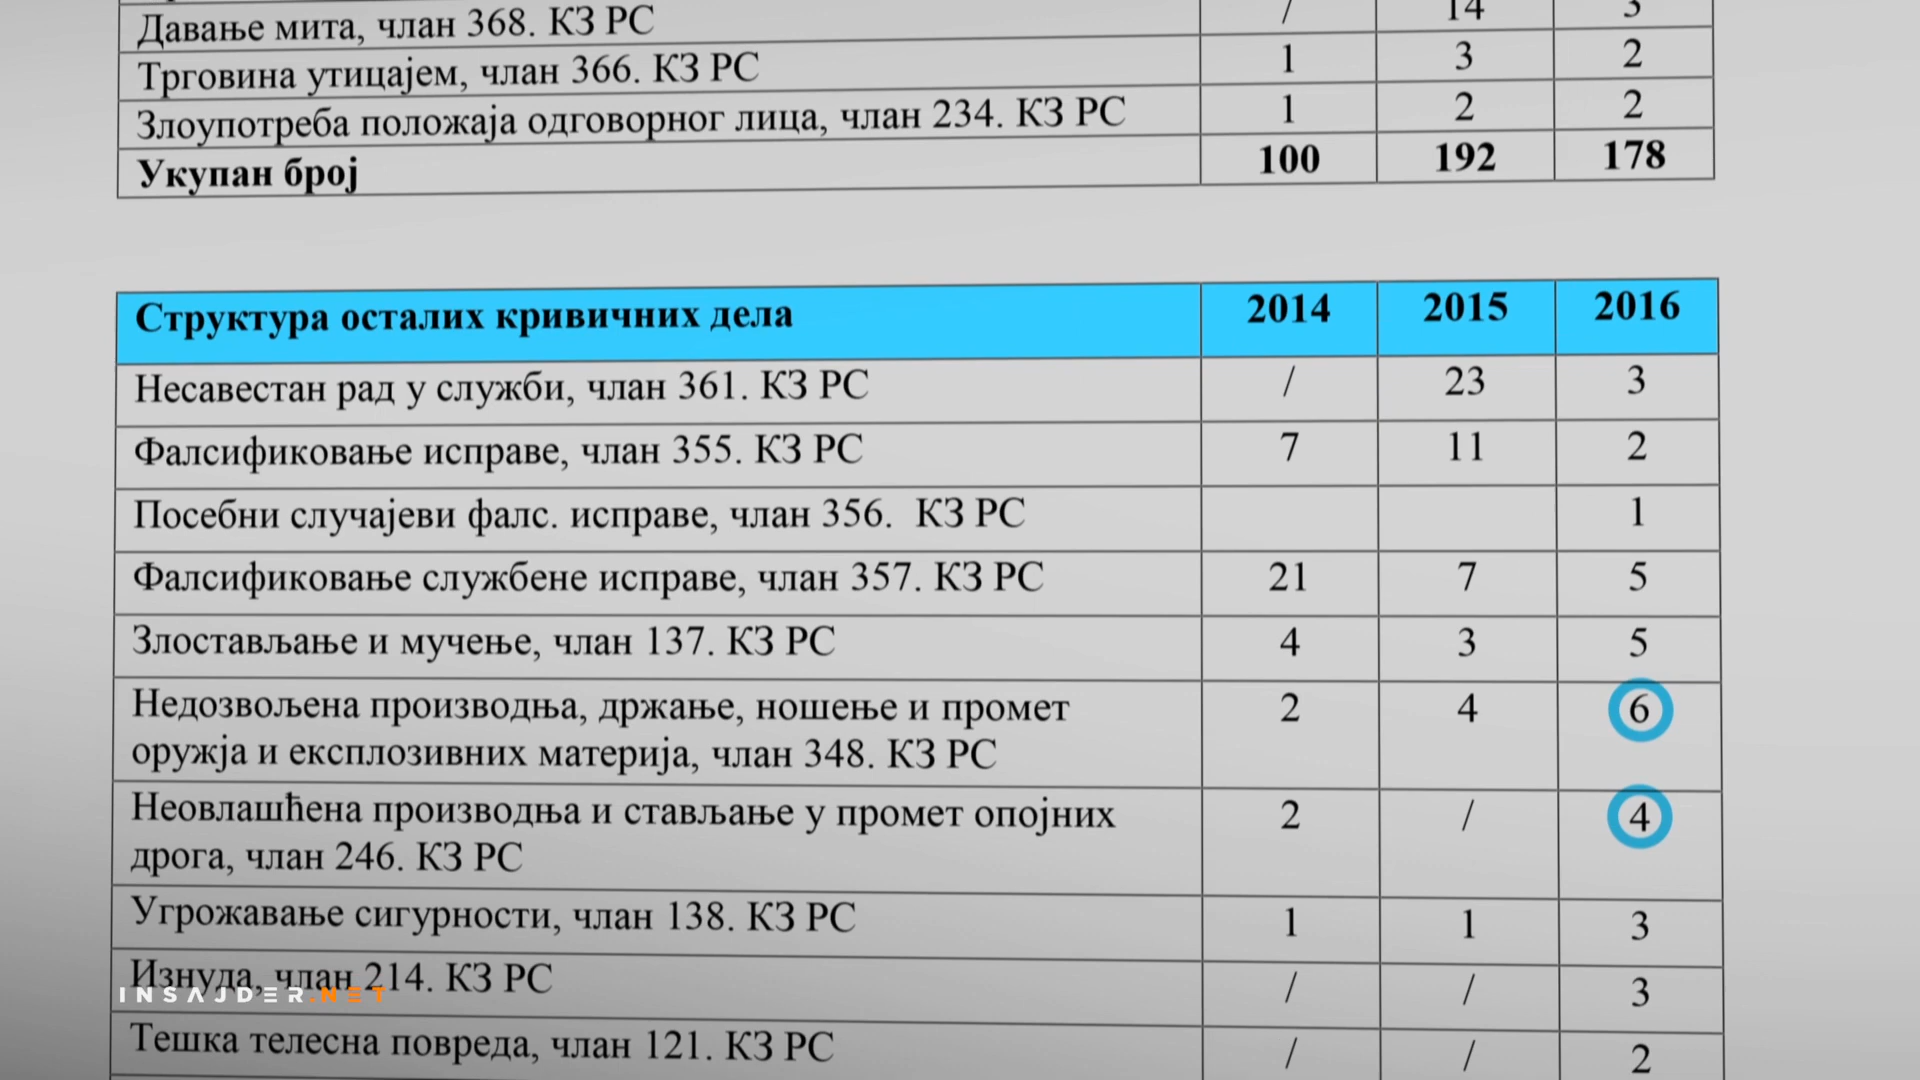 Давање мита, члан 368. КЗ РС / 14 3
Трговина утицајем, члан 366. КЗ РС 1 3 2
Злоупотреба положаја одговорног лица, члан 234. КЗ РС 1 2 2
Укупан број 100 192 178
Структура осталих кривичних дела 2014 2015 2016
Несавестан рад у служби, члан 361. КЗ РС / 23 3
Фалсификовање исправе, члан 355. КЗ РС 7 11 2
Посебни случајеви фалс. исправе, члан 356. КЗ РС 1
Фалсификовање службене исправе, члан 357. КЗ РС 21 7 5
Злостављање и мучење, члан 137. КЗ РС 4 3 5
Недозвољена производња, држање, ношење и промет 2 4 6
оружја и експлозивних материја, члан 348. КЗ РС
Неовлашћена производња и стављање у промет опојних 2 / 4
дрога, члан 246. КЗ РС
Угрожавање сигурности, члан 138. КЗ РС 1 1 3
Изнуда, члан 214. КЗ РС / / 3
INSAJDER.NET
Тешка телесна повреда, члан 121. КЗ РС / / 2